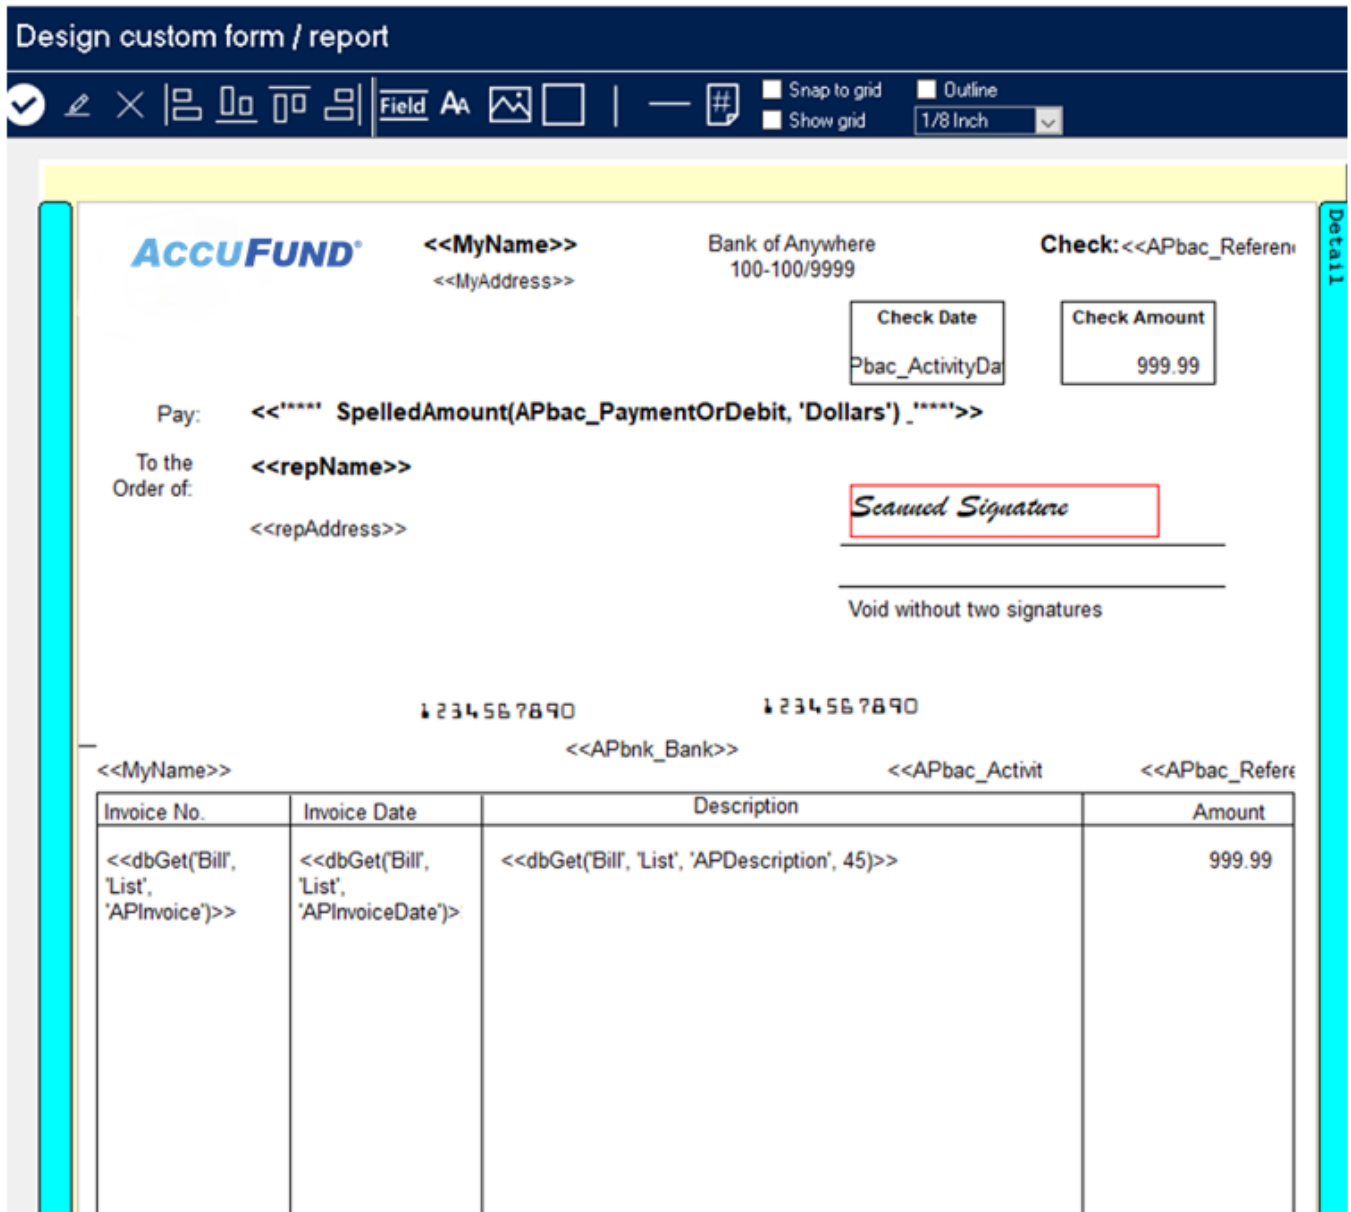 Design custom form / report
Field AA # Snap to grid Outline
Show grid 1/8 Inch
Detail
ACCUFUND® <<MyName>> Bank of Anywhere Check:<<APbac_Referen
<<MyAddress>> 100-100/9999
Check Date Check Amount
Pbac_ActivityDa 999.99
Pay: <<'***' SpelledAmount(APbac_PaymentOrDebit, 'Dollars') _'***'>>
To the <<repName>>
Order of:
Scanned Signature
<<repAddress>>
Void without two signatures
1234567890 1234567890
<<APbnk_Bank>>
<<MyName>> <<APbac_Activit <<APbac_Refere
Invoice No. Invoice Date Description Amount
<<dbGet('Bill', <<dbGet('Bill', <<dbGet('Bill', 'List', 'APDescription', 45)>> 999.99
'List', 'List',
'APInvoice')>> 'APInvoiceDate')>